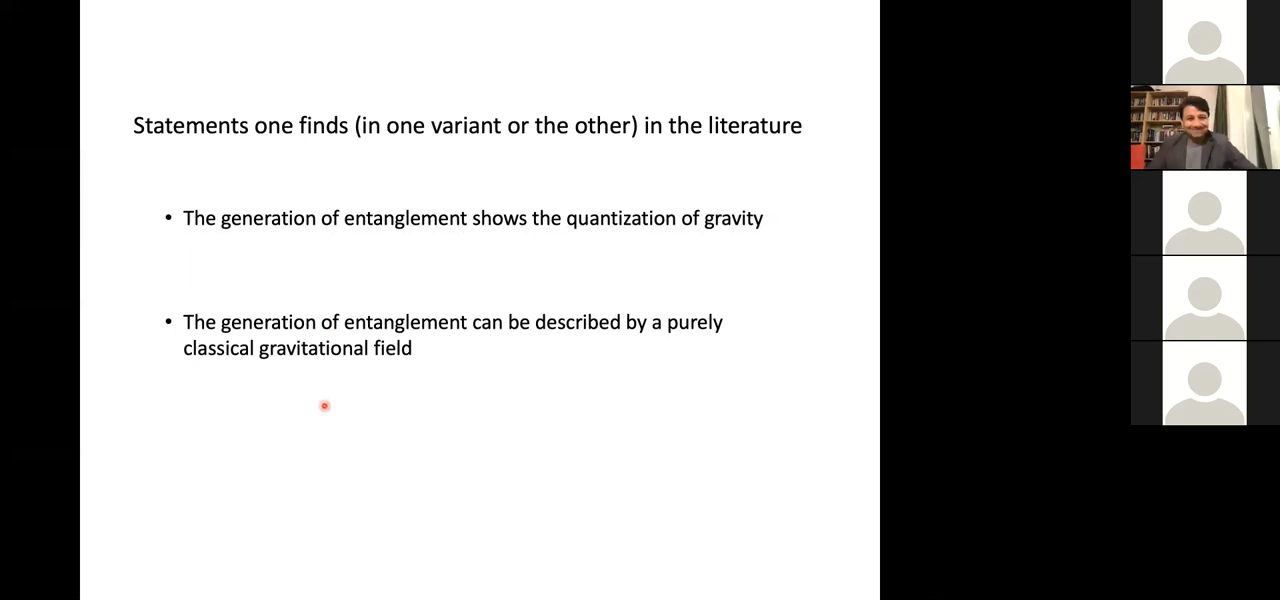 Statements one finds (in one variant or the other) in the literature
• The generation of entanglement shows the quantization of gravity
• The generation of entanglement can be described by a purely
classical gravitational field